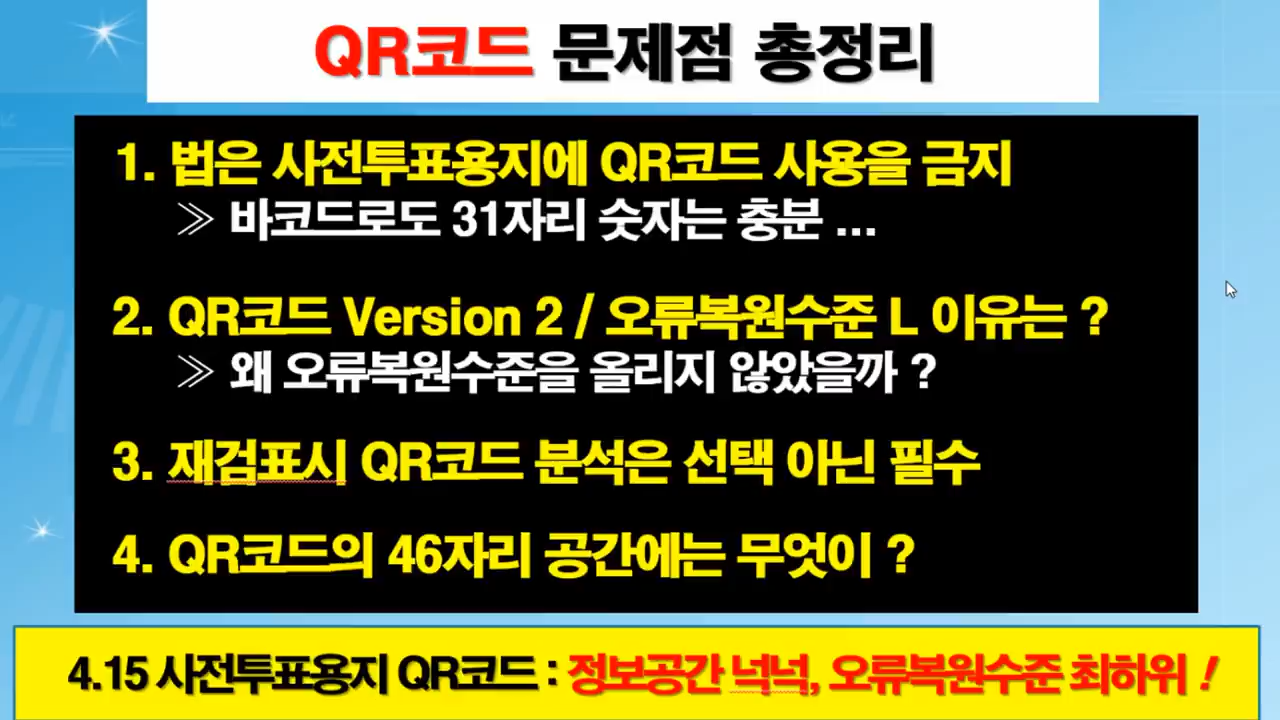 QR코드 문제점 총정리
1. 법은 사전투표용지에 QR코드 사용을 금지
≫ 바코드로도 31자리 숫자는 충분 ...
2. QR코드 Version 2 / 오류복원수준 L 이유는 ?
≫ 왜 오류복원수준을 올리지 않았을까 ?
3. 재검표시 QR코드 분석은 선택 아닌 필수
4. QR코드의 46자리 공간에는 무엇이 ?
4.15 사전투표용지 QR코드 : 정보공간 넉넉, 오류복원수준 최하위 !